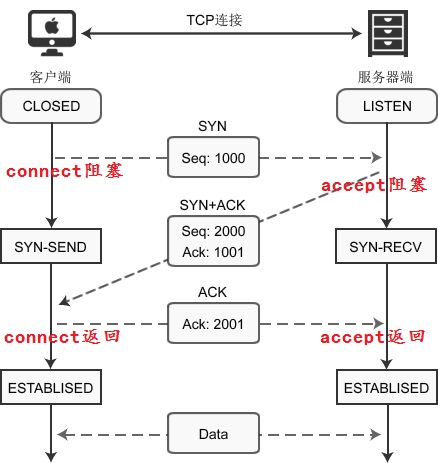 TCP连接
客户端
服务器端
CLOSED
LISTEN
SYN
Seq: 1000
connect阻塞
accept阻塞
SYN+ACK
Seq: 2000
Ack: 1001
SYN-SEND
SYN-RECV
ACK
Ack: 2001
connect返回
accept返回
ESTABLISED
ESTABLISED
Data